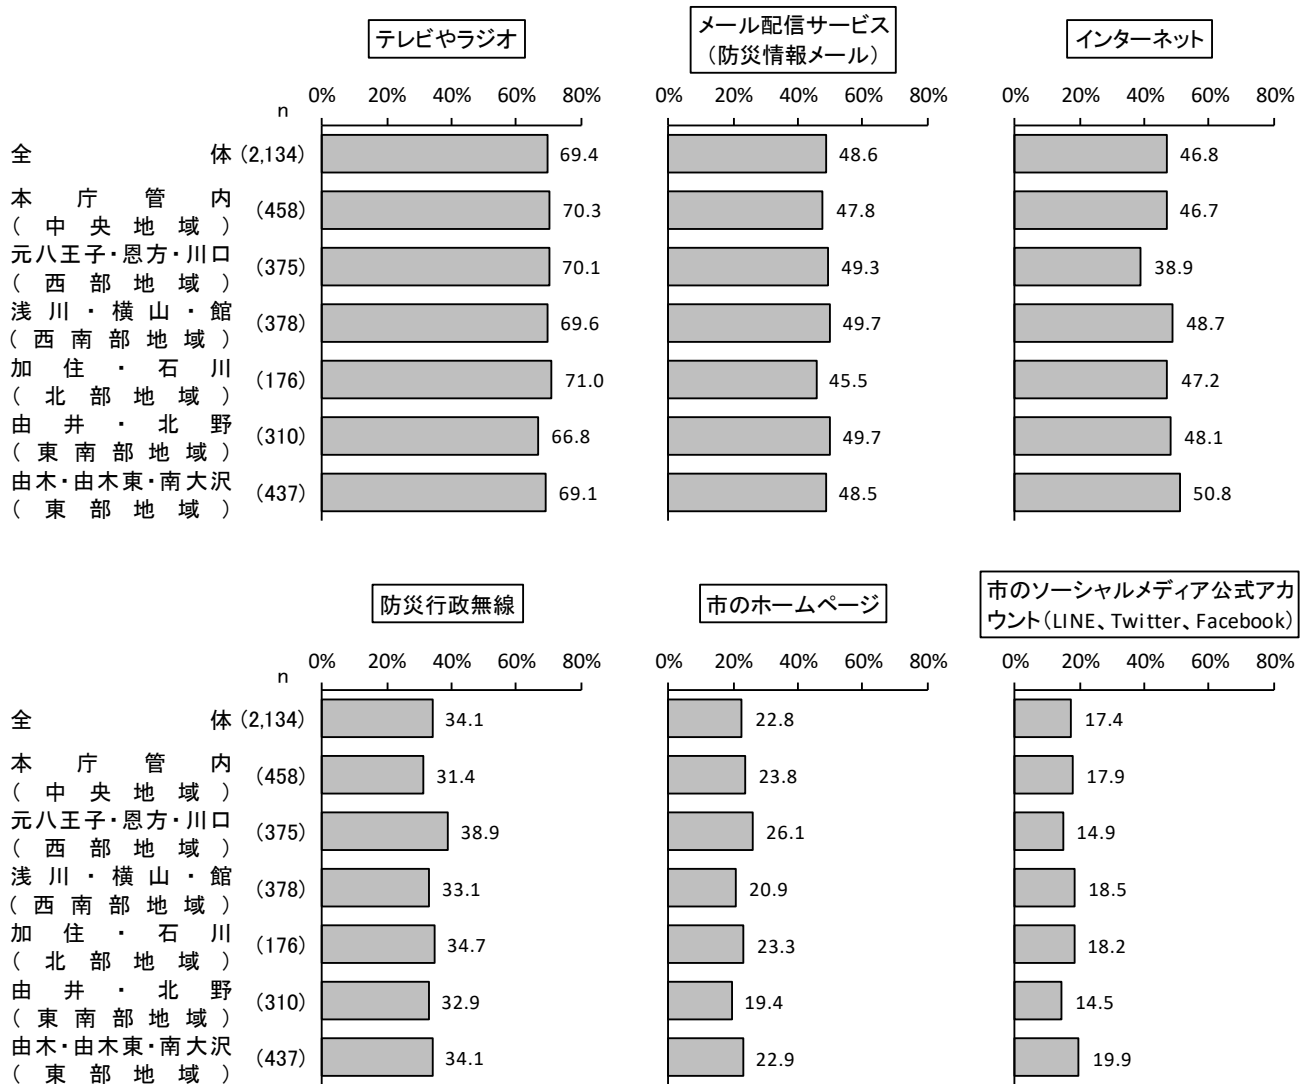 テレビやラジオ
メール配信サービス
（防災情報メール）
インターネット
n
0% 20% 40% 60% 80%
0% 20% 40% 60% 80%
0% 20% 40% 60% 80%
全体 (2,134) 69.4 48.6 46.8
本庁管内
（中央地域）
(458) 70.3 47.8 46.7
元八王子・恩方・川口
（西部地域）
(375) 70.1 49.3 38.9
浅川・横山・館
（西南部地域）
(378) 69.6 49.7 48.7
加住・石川
（北部地域）
(176) 71.0 45.5 47.2
由井・北野
（東南部地域）
(310) 66.8 49.7 48.1
由木・由木東・南大沢
（東部地域）
(437) 69.1 48.5 50.8
防災行政無線
市のホームページ
市のソーシャルメディア公式アカ
ウント（LINE、Twitter、Facebook）
n
0% 20% 40% 60% 80%
0% 20% 40% 60% 80%
0% 20% 40% 60% 80%
全体 (2,134) 34.1 22.8 17.4
本庁管内
（中央地域）
(458) 31.4 23.8 17.9
元八王子・恩方・川口
（西部地域）
(375) 38.9 26.1 14.9
浅川・横山・館
（西南部地域）
(378) 33.1 20.9 18.5
加住・石川
（北部地域）
(176) 34.7 23.3 18.2
由井・北野
（東南部地域）
(310) 32.9 19.4 14.5
由木・由木東・南大沢
（東部地域）
(437) 34.1 22.9 19.9